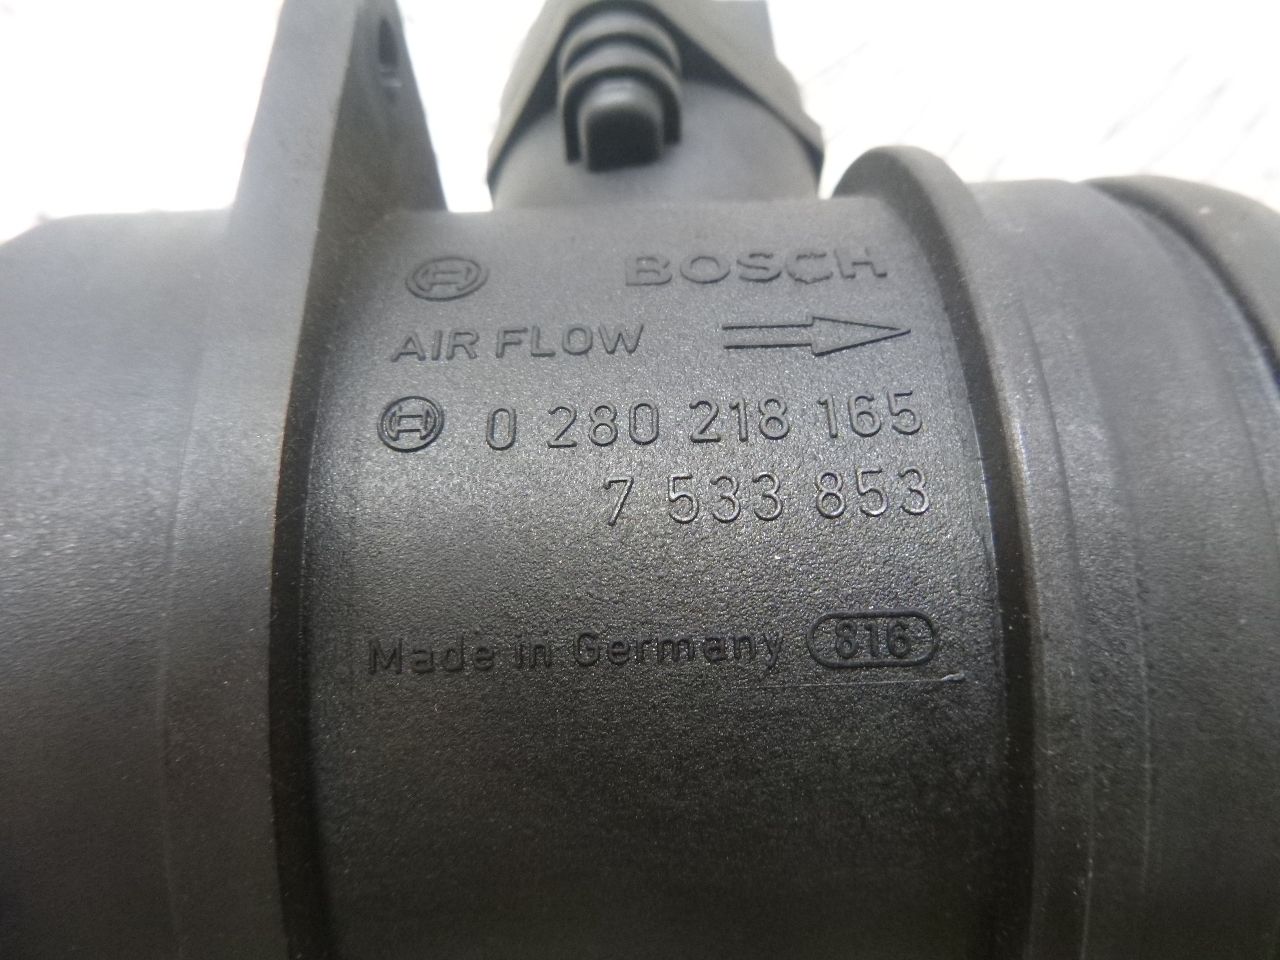 BOSCH
AIR FLOW
0 280 218 165
7 533 853
Made in Germany 816